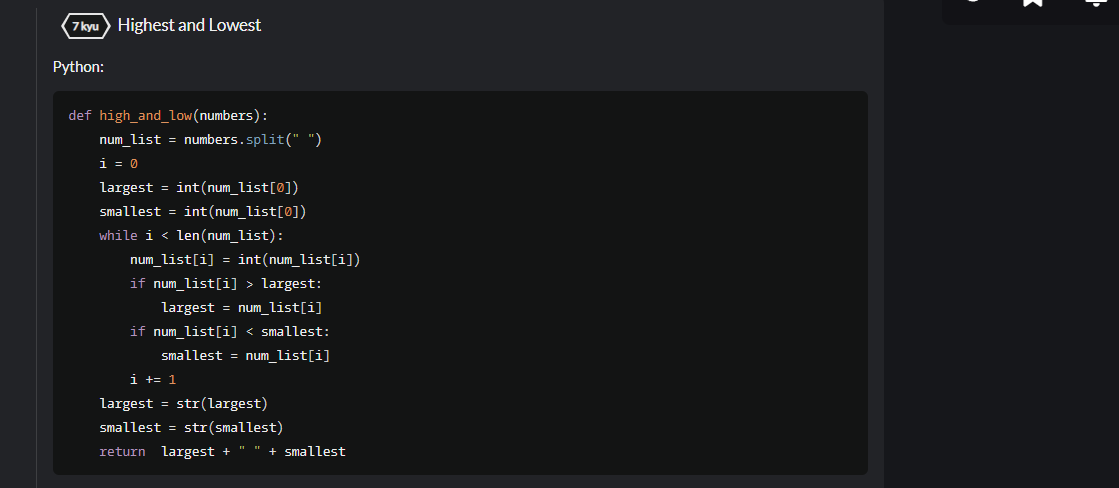 7 kyu Highest and Lowest
Python:
def high_and_low(numbers):
    num_list = numbers.split(" ")
    i = 0
    largest = int(num_list[0])
    smallest = int(num_list[0])
    while i < len(num_list):
        num_list[i] = int(num_list[i])
        if num_list[i] > largest:
            largest = num_list[i]
        if num_list[i] < smallest:
            smallest = num_list[i]
        i += 1
    largest = str(largest)
    smallest = str(smallest)
    return  largest + " " + smallest